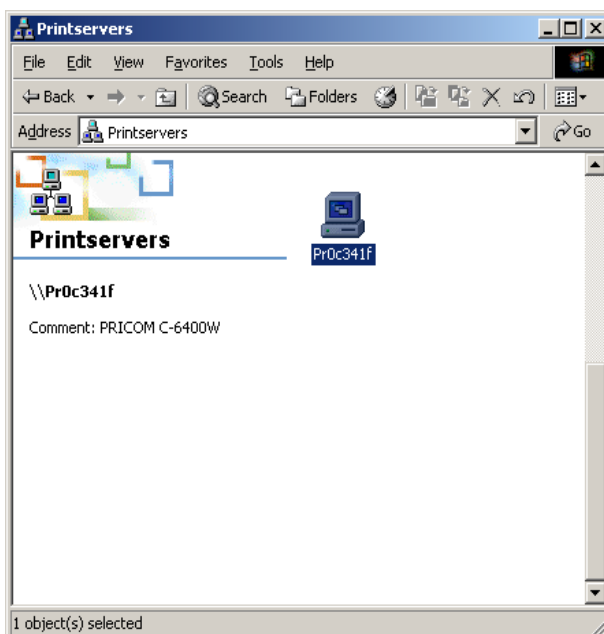 Printservers
File Edit View Favorites Tools Help
Back Search Folders
Address Printservers Go
Printservers
Pr0c341f
\\Pr0c341f
Comment: PRICOM C-6400W
1 object(s) selected